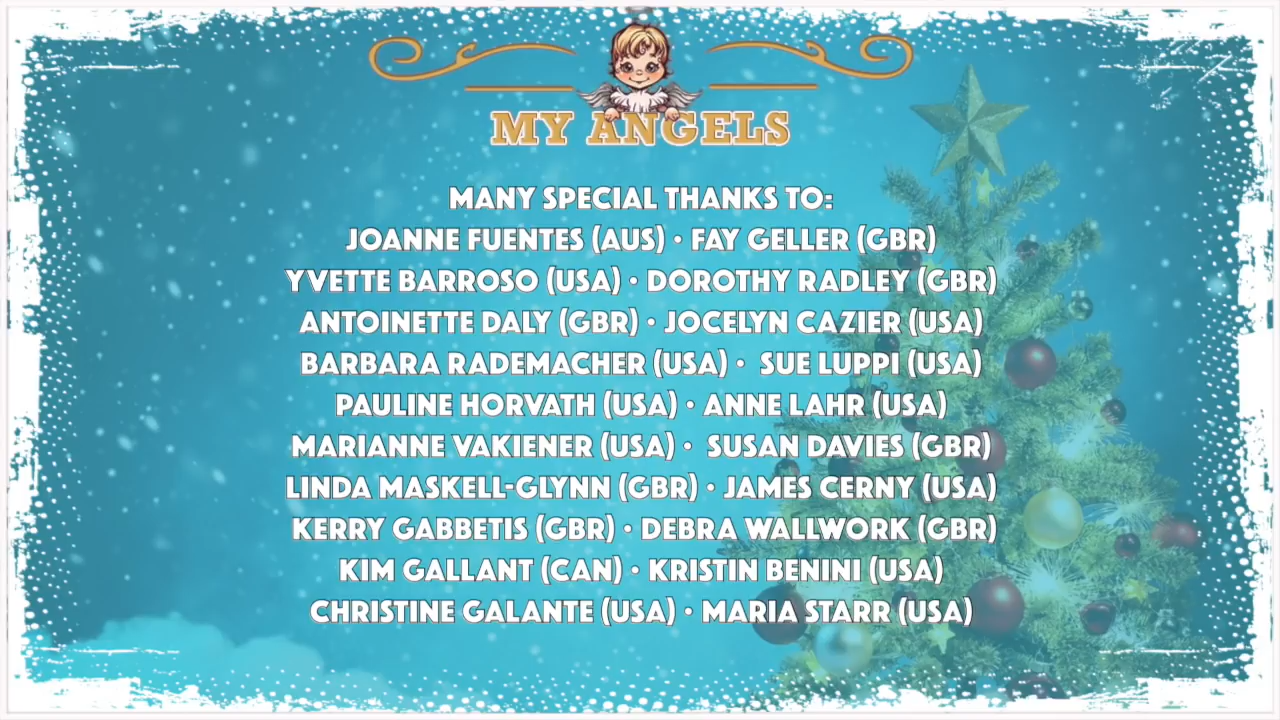 MY ANGELS
MANY SPECIAL THANKS TO:
JOANNE FUENTES (AUS) • FAY GELLER (GBR)
YVETTE BARROSO (USA) • DOROTHY RADLEY (GBR)
ANTOINETTE DALY (GBR) • JOCELYN CAZIER (USA)
BARBARA RADEMACHER (USA) • SUE LUPPI (USA)
PAULINE HORVATH (USA) • ANNE LAHR (USA)
MARIANNE VAKIENER (USA) • SUSAN DAVIES (GBR)
LINDA MASKELL-GLYNN (GBR) • JAMES CERNY (USA)
KERRY GABBETIS (GBR) • DEBRA WALLWORK (GBR)
KIM GALLANT (CAN) • KRISTIN BENINI (USA)
CHRISTINE GALANTE (USA) • MARIA STARR (USA)